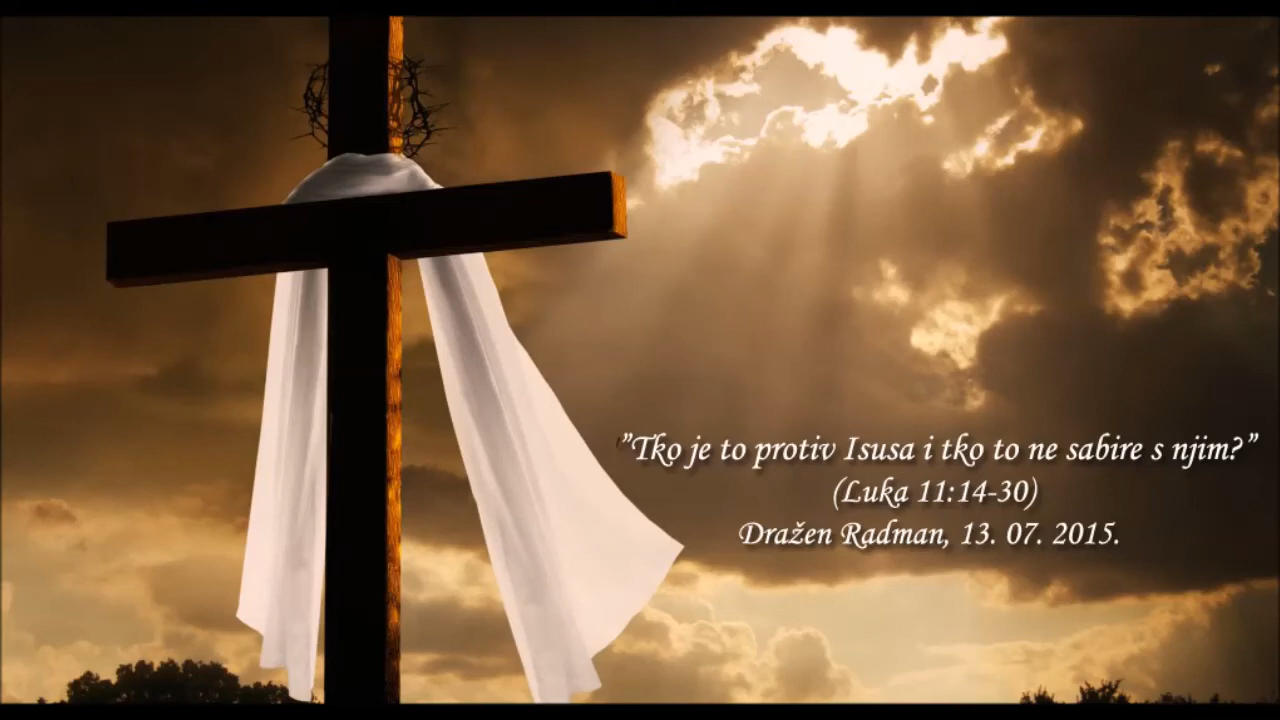 ”Tko je to protiv Isusa i tko to ne sabire s njim?”
(Luka 11:14-30)
Dražen Radman, 13. 07. 2015.